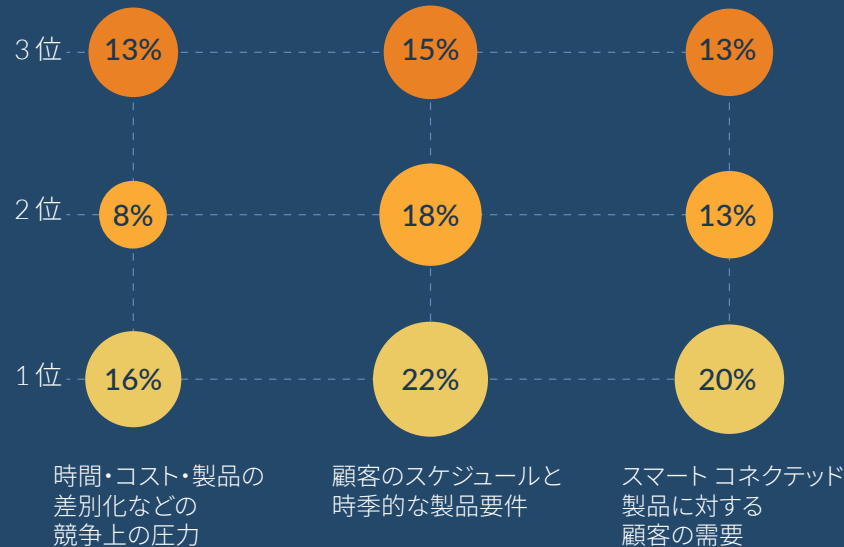 3位
13%
15%
13%
2位
8%
18%
13%
1位
16%
22%
20%
時間・コスト・製品の
差別化などの
競争上の圧力
顧客のスケジュールと
時季的な製品要件
スマート コネクテッド
製品に対する
顧客の需要